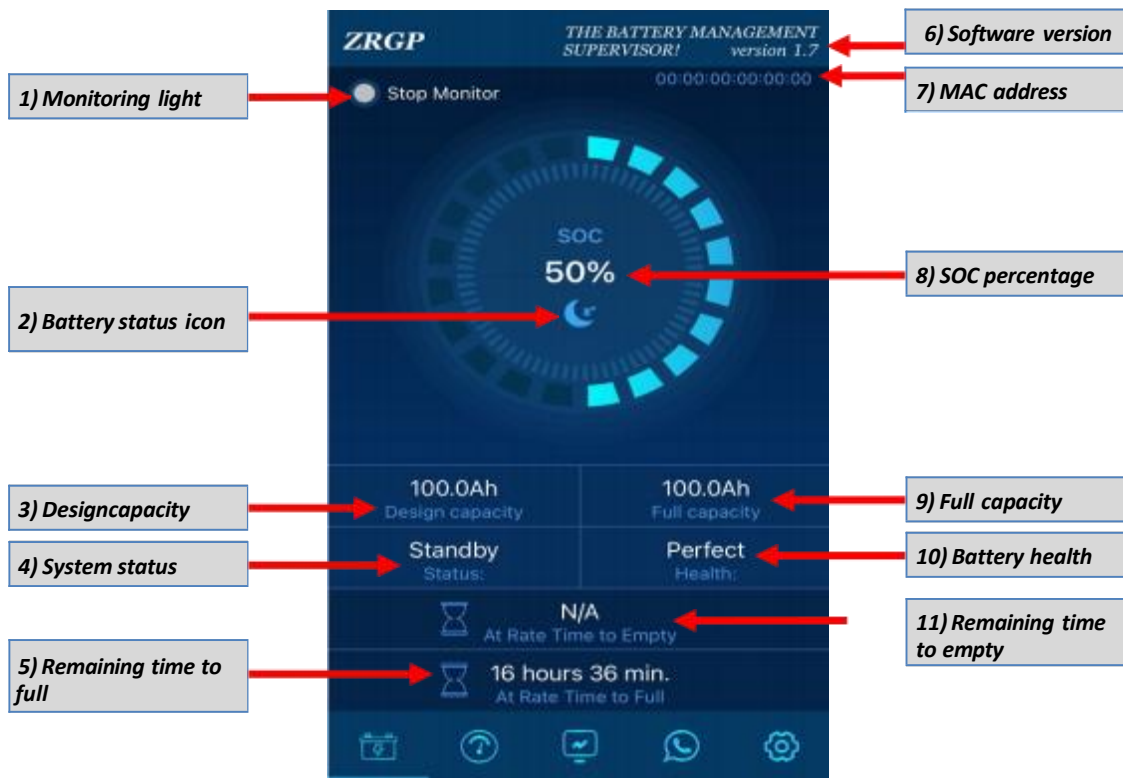 ZRGP
THE BATTERY MANAGEMENT
SUPERVISOR! version 1.7
6) Software version
1) Monitoring light
Stop Monitor
00:00:00:00:00:00
7) MAC address
SOC
50%
8) SOC percentage
2) Battery status icon
3) Designcapacity
100.0Ah
Design capacity
100.0Ah
Full capacity
9) Full capacity
4) System status
Standby
Status:
Perfect
Health:
10) Battery health
N/A
At Rate Time to Empty
11) Remaining time
to empty
5) Remaining time to
full
16 hours 36 min.
At Rate Time to Full